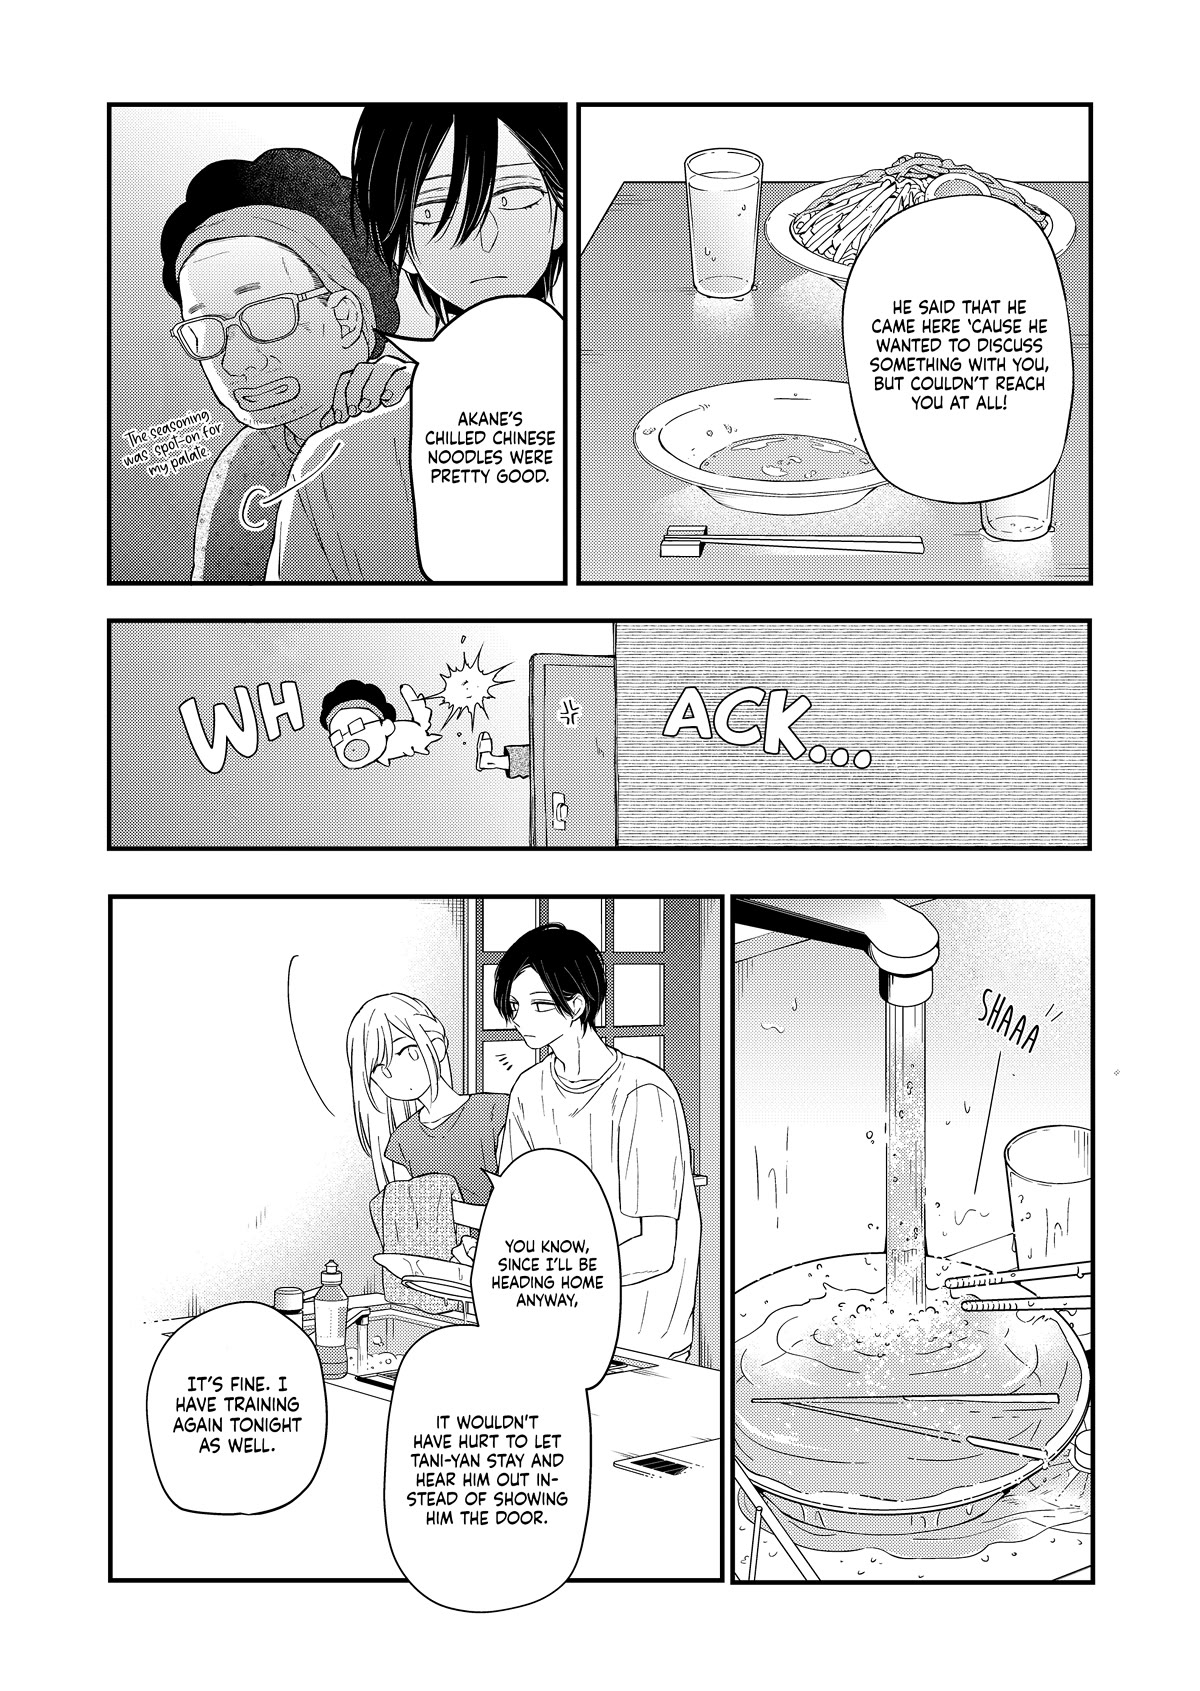 HE SAID THAT HE
CAME HERE 'CAUSE HE
WANTED TO DISCUSS
SOMETHING WITH YOU,
BUT COULDN'T REACH
YOU AT ALL!
AKANE'S
CHILLED CHINESE
NOODLES WERE
PRETTY GOOD.
The seasoning
was spot-on for
my palate.
WH
ACK...
SHAAA
YOU KNOW,
SINCE I'LL BE
HEADING HOME
ANYWAY,
IT WOULDN'T
HAVE HURT TO LET
TANI-YAN STAY AND
HEAR HIM OUT IN-
STEAD OF SHOWING
HIM THE DOOR.
IT'S FINE. I
HAVE TRAINING
AGAIN TONIGHT
AS WELL.